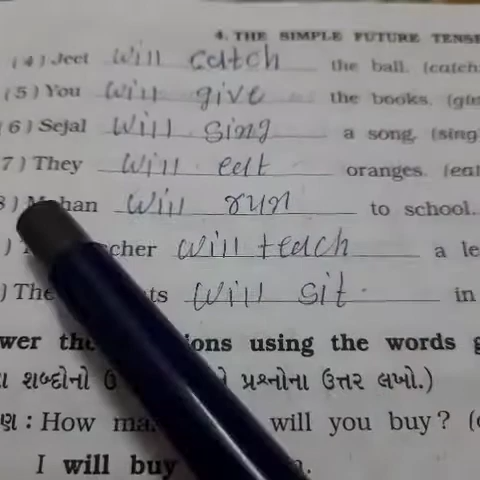 4. THE SIMPLE FUTURE TENSE
(4) Jeet will catch the ball. (catch
(5) You will give the books. (giv
6) Sejal will sing a song. (sing
7) They will eat oranges. (eat
8) Mohan will run to school.
) cher will teach a le
) The ts will sit in
wer the ions using the words g
શબ્દોનો પ્રશ્નોના ઉત્તર લખો.)
ણ : How ma will you buy? (
I will buy